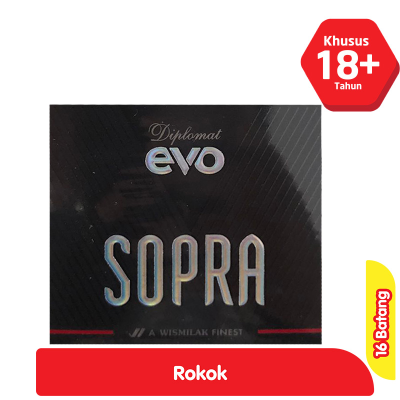 Khusus
18+
Tahun
Diplomat
evo
SOPRA
A WISMILAK FINEST
16 Batang
Rokok